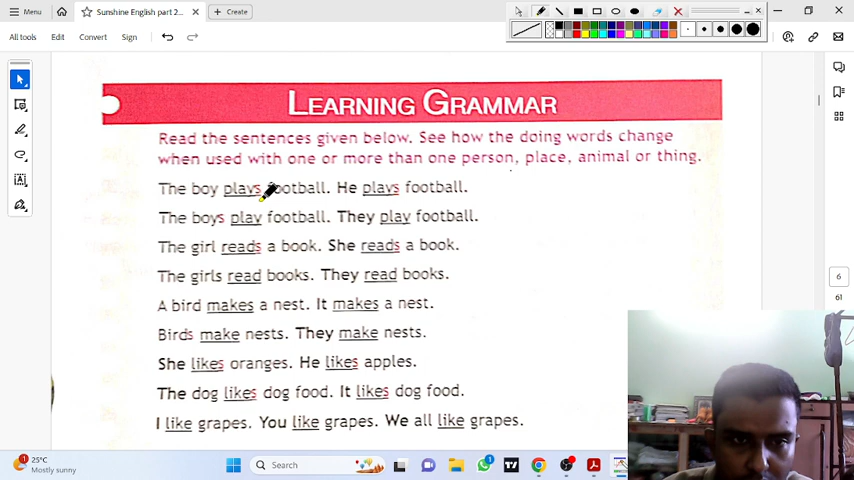 Menu
Sunshine English part 2...
Create
All tools
Edit
Convert
Sign
LEARNING GRAMMAR
Read the sentences given below. See how the doing words change
when used with one or more than one person, place, animal or thing.
The boy plays football. He plays football.
The boys play football. They play football.
The girl reads a book. She reads a book.
The girls read books. They read books.
A bird makes a nest. It makes a nest.
Birds make nests. They make nests.
She likes oranges. He likes apples.
The dog likes dog food. It likes dog food.
I like grapes. You like grapes. We all like grapes.
6
61
1
25°C
Mostly sunny
Search
1